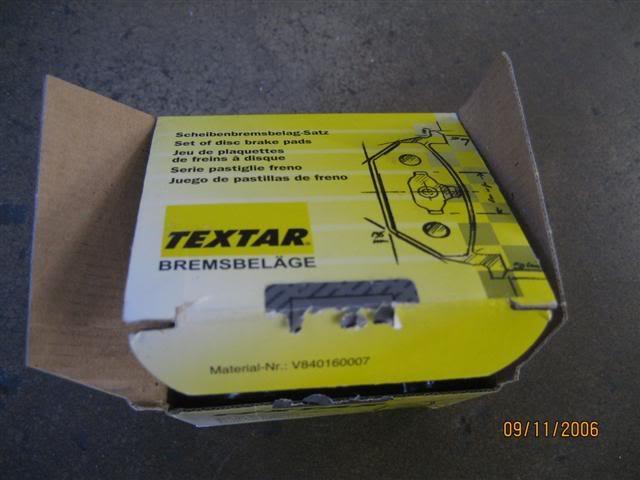 Scheibenbremsbelag-Satz
Set of disc brake pads
Jeu de plaquettes
de freins à disque
Serie pastiglie freno
Juego de pastillas de freno
TEXTAR®
BREMSBELÄGE
Material-Nr.: V840160007
09/11/2006